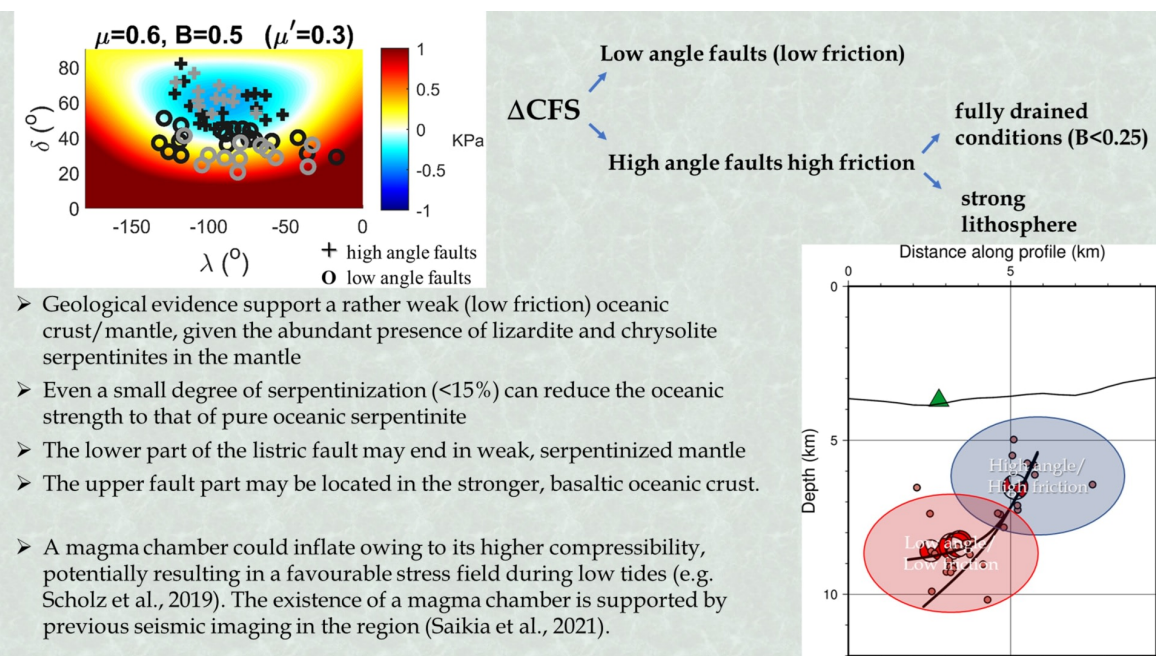 μ=0.6, B=0.5 (μ′=0.3)
80
60
40
20
0
δ (°)
-150
-100
-50
0
λ (°)
1
0.5
0
-0.5
-1
KPa
+ high angle faults
o low angle faults
ΔCFS
Low angle faults (low friction)
High angle faults high friction
fully drained
conditions (B<0.25)
strong
lithosphere
➢ Geological evidence support a rather weak (low friction) oceanic
crust/mantle, given the abundant presence of lizardite and chrysolite
serpentinites in the mantle
➢ Even a small degree of serpentinization (<15%) can reduce the oceanic
strength to that of pure oceanic serpentinite
➢ The lower part of the listric fault may end in weak, serpentinized mantle
➢ The upper fault part may be located in the stronger, basaltic oceanic crust.
➢ A magma chamber could inflate owing to its higher compressibility,
potentially resulting in a favourable stress field during low tides (e.g.
Scholz et al., 2019). The existence of a magma chamber is supported by
previous seismic imaging in the region (Saikia et al., 2021).
Distance along profile (km)
0
5
0
5
10
Depth (km)
High angle/
High friction
Low angle/
Low friction